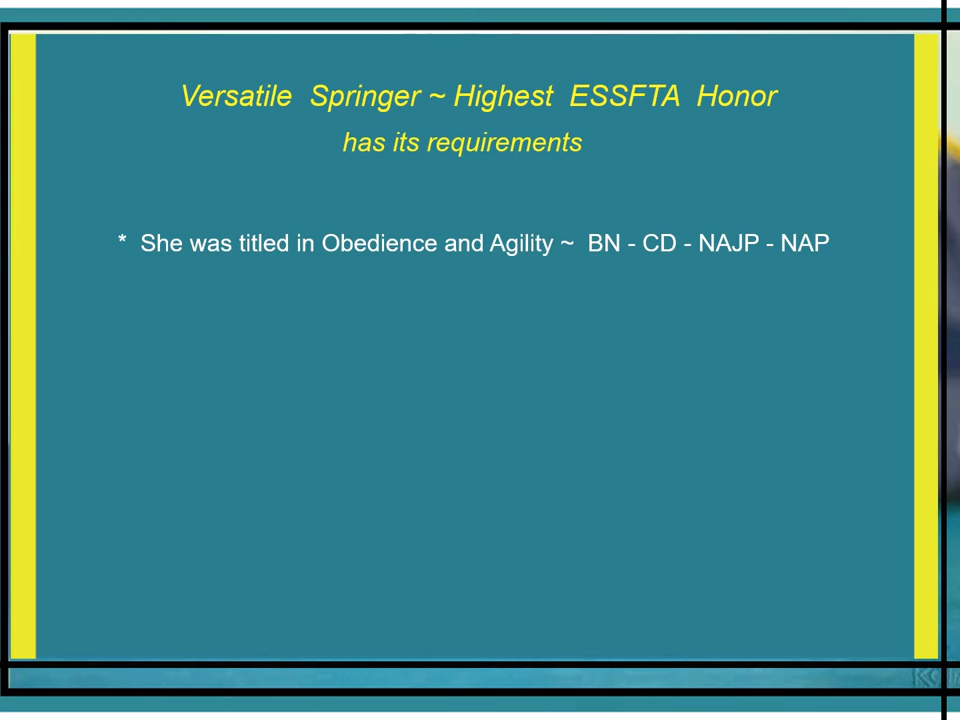 Versatile Springer ~ Highest ESSFTA Honor
has its requirements
* She was titled in Obedience and Agility ~ BN - CD - NAJP - NAP